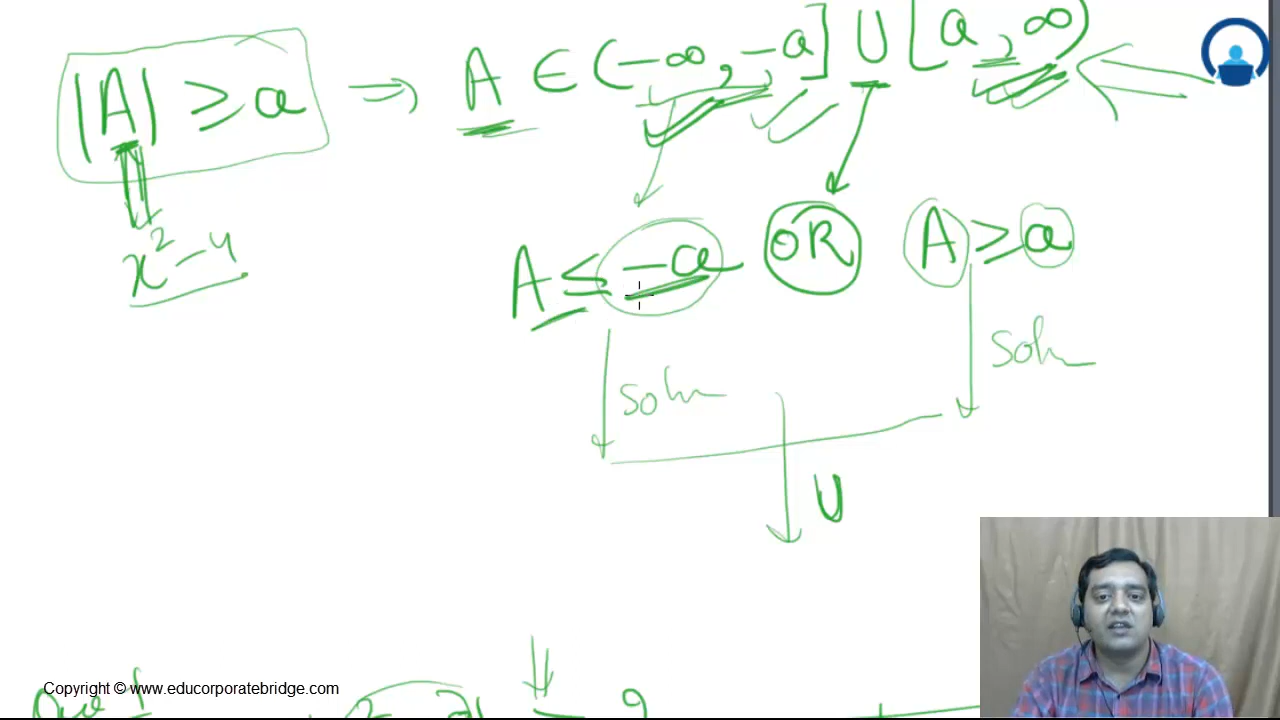 |A| ≥ a → A ∈ (-∞, -a] ∪ [a, ∞)
x² - 4
A ≤ -a OR A ≥ a
soln soln
U
Copyright © www.educorporatebridge.com